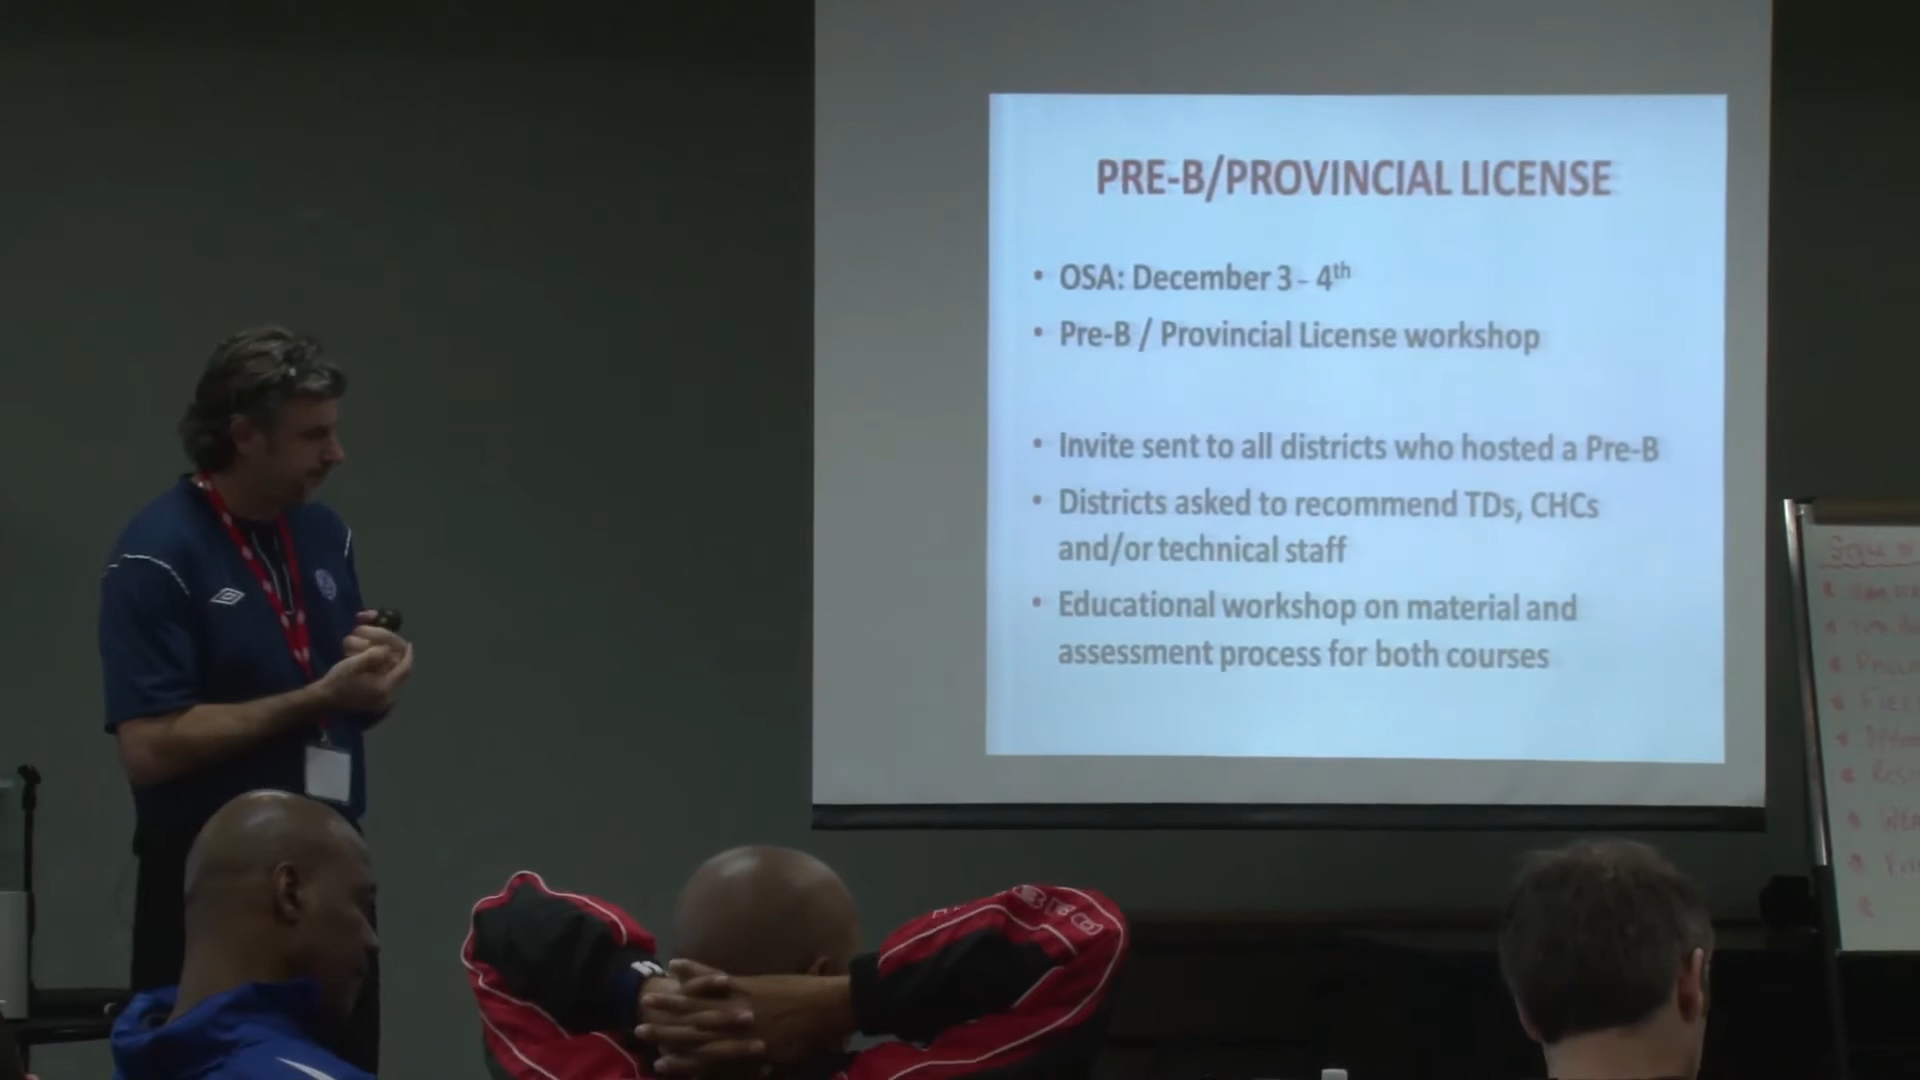 PRE-B/PROVINCIAL LICENSE
• OSA: December 3 - 4th
• Pre-B / Provincial License workshop
• Invite sent to all districts who hosted a Pre-B
• Districts asked to recommend TDs, CHCs
and/or technical staff
• Educational workshop on material and
assessment process for both courses